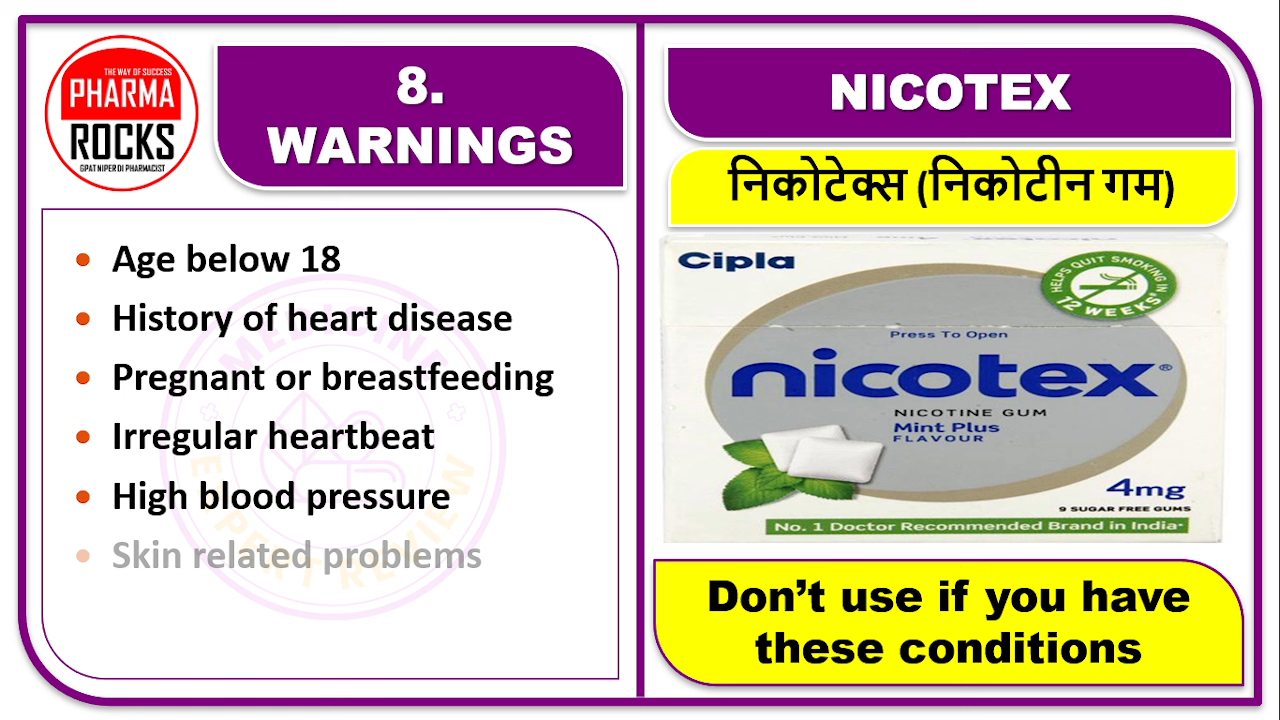 THE WAY OF SUCCESS
PHARMA
ROCKS
GPAT NIPER DI PHARMACIST
8.
WARNINGS
• Age below 18
• History of heart disease
• Pregnant or breastfeeding
• Irregular heartbeat
• High blood pressure
• Skin related problems
NICOTEX
निकोटेक्स (निकोटीन गम)
Cipla
HELPS QUIT SMOKING IN
12 WEEKS*
Press To Open
nicotex®
NICOTINE GUM
Mint Plus
FLAVOUR
4mg
9 SUGAR FREE GUMS
No. 1 Doctor Recommended Brand in India*
Don’t use if you have
these conditions